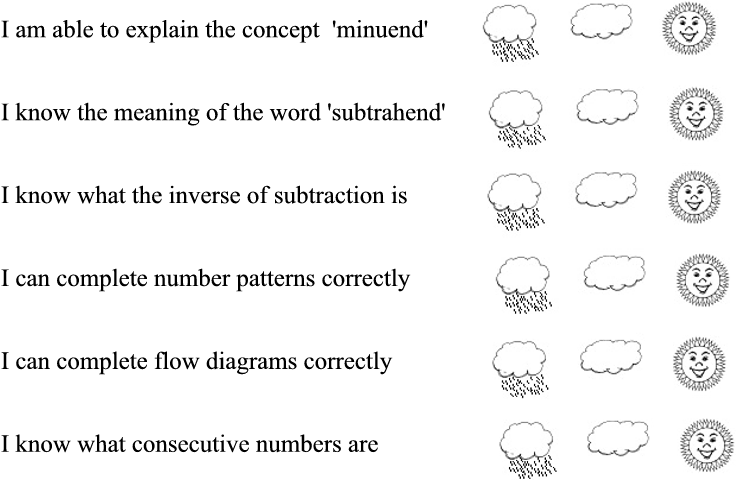 I am able to explain the concept  'minuend'
I know the meaning of the word 'subtrahend'
I know what the inverse of subtraction is
I can complete number patterns correctly
I can complete flow diagrams correctly
I know what consecutive numbers are